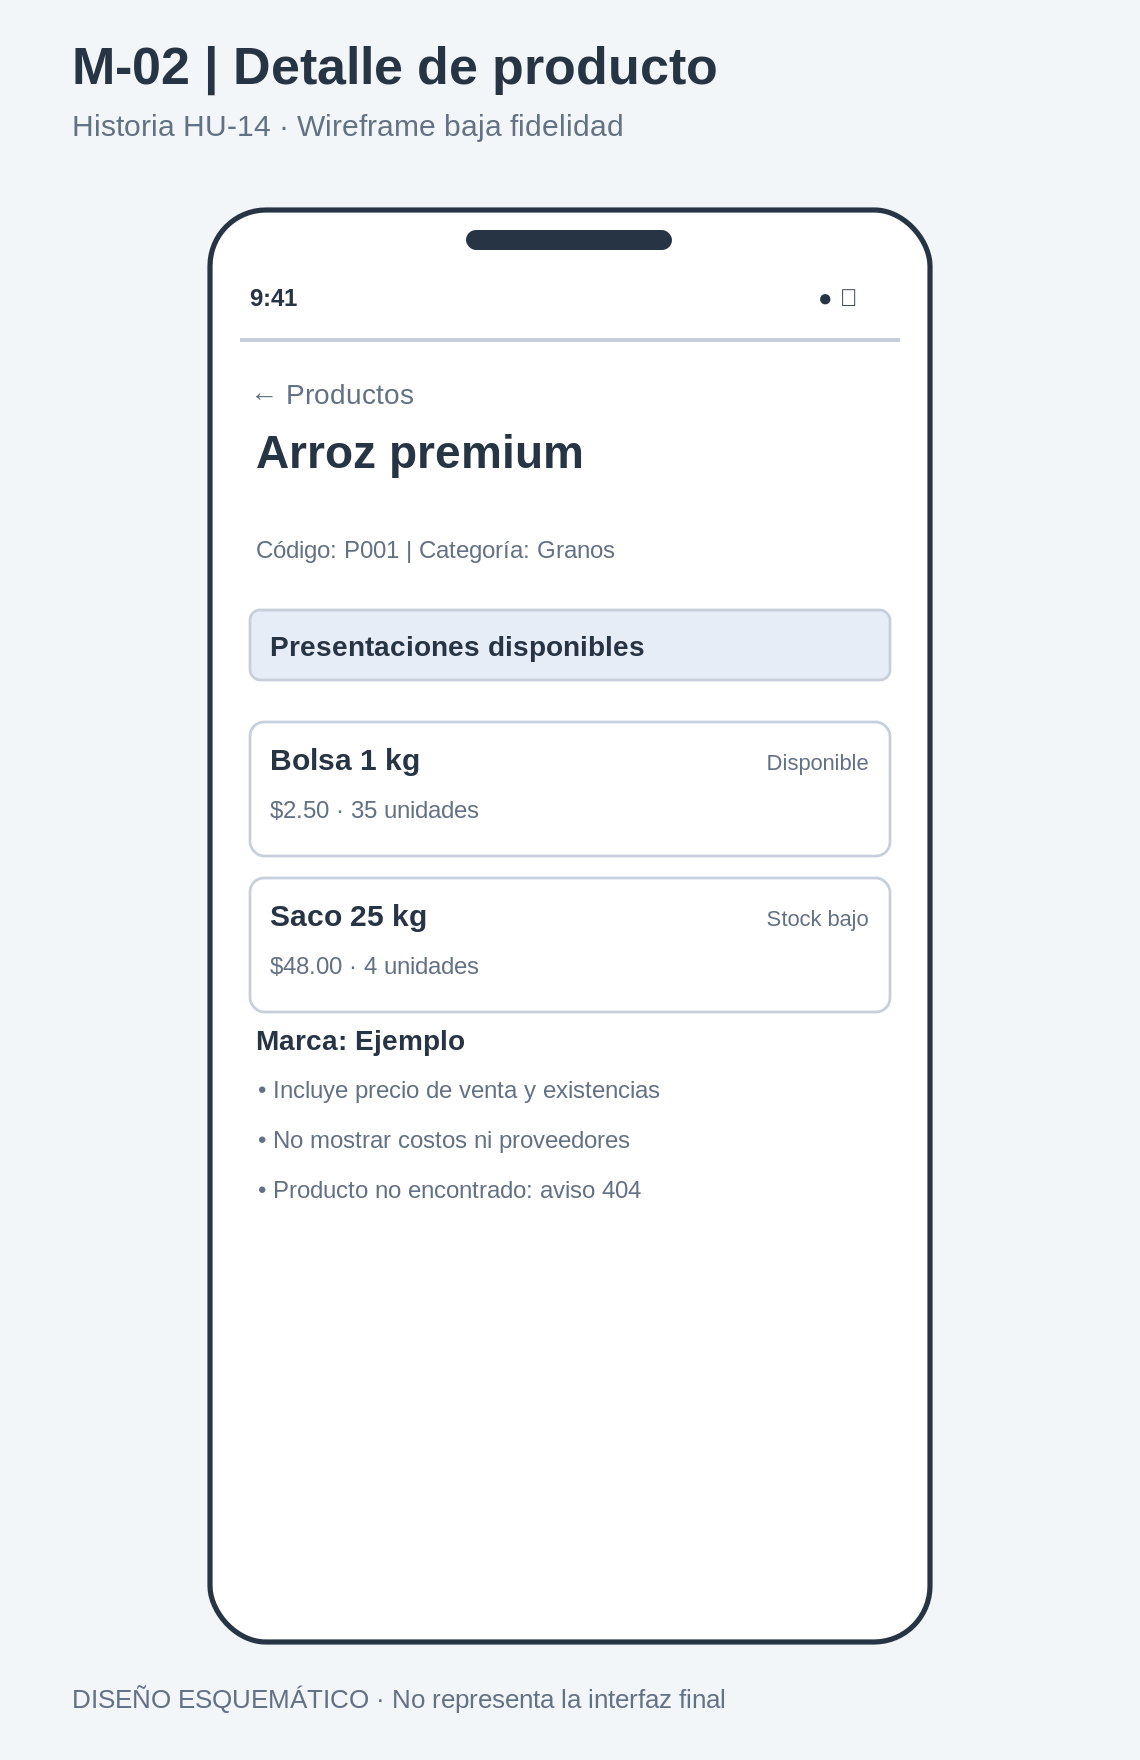 M-02 | Detalle de producto
Historia HU-14 · Wireframe baja fidelidad
9:41
● 
← Productos
Arroz premium
Código: P001 | Categoría: Granos
Presentaciones disponibles
Bolsa 1 kg Disponible
$2.50 · 35 unidades
Saco 25 kg Stock bajo
$48.00 · 4 unidades
Marca: Ejemplo
• Incluye precio de venta y existencias
• No mostrar costos ni proveedores
• Producto no encontrado: aviso 404
DISEÑO ESQUEMÁTICO · No representa la interfaz final